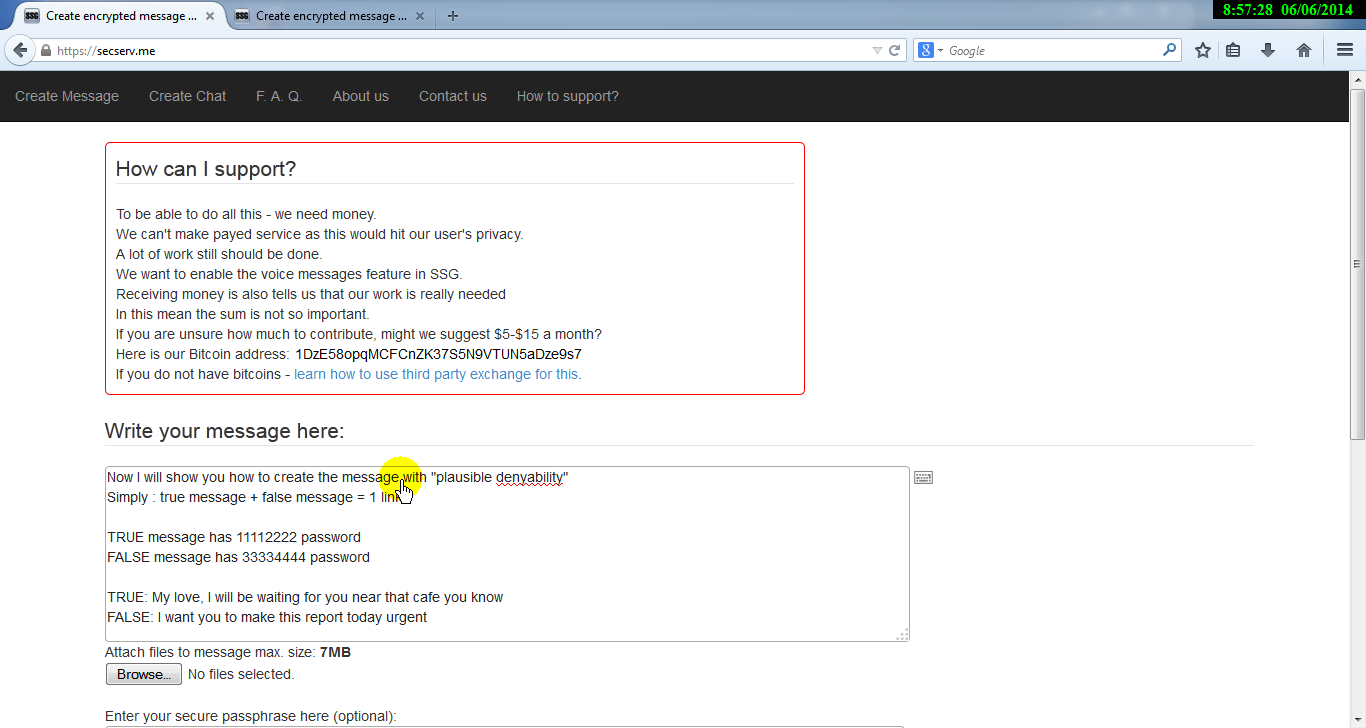 Create encrypted message ...
Create encrypted message ...
8:57:28 06/06/2014
https://secserv.me
Google
Create Message Create Chat F. A. Q. About us Contact us How to support?
How can I support?
To be able to do all this - we need money.
We can't make payed service as this would hit our user's privacy.
A lot of work still should be done.
We want to enable the voice messages feature in SSG.
Receiving money is also tells us that our work is really needed
In this mean the sum is not so important.
If you are unsure how much to contribute, might we suggest $5-$15 a month?
Here is our Bitcoin address: 1DzE58opqMCFCnZK37S5N9VTUN5aDze9s7
If you do not have bitcoins - learn how to use third party exchange for this.
Write your message here:
Now I will show you how to create the message with "plausible denyability"
Simply : true message + false message = 1 link
TRUE message has 11112222 password
FALSE message has 33334444 password
TRUE: My love, I will be waiting for you near that cafe you know
FALSE: I want you to make this report today urgent
Attach files to message max. size: 7MB
Browse... No files selected.
Enter your secure passphrase here (optional):